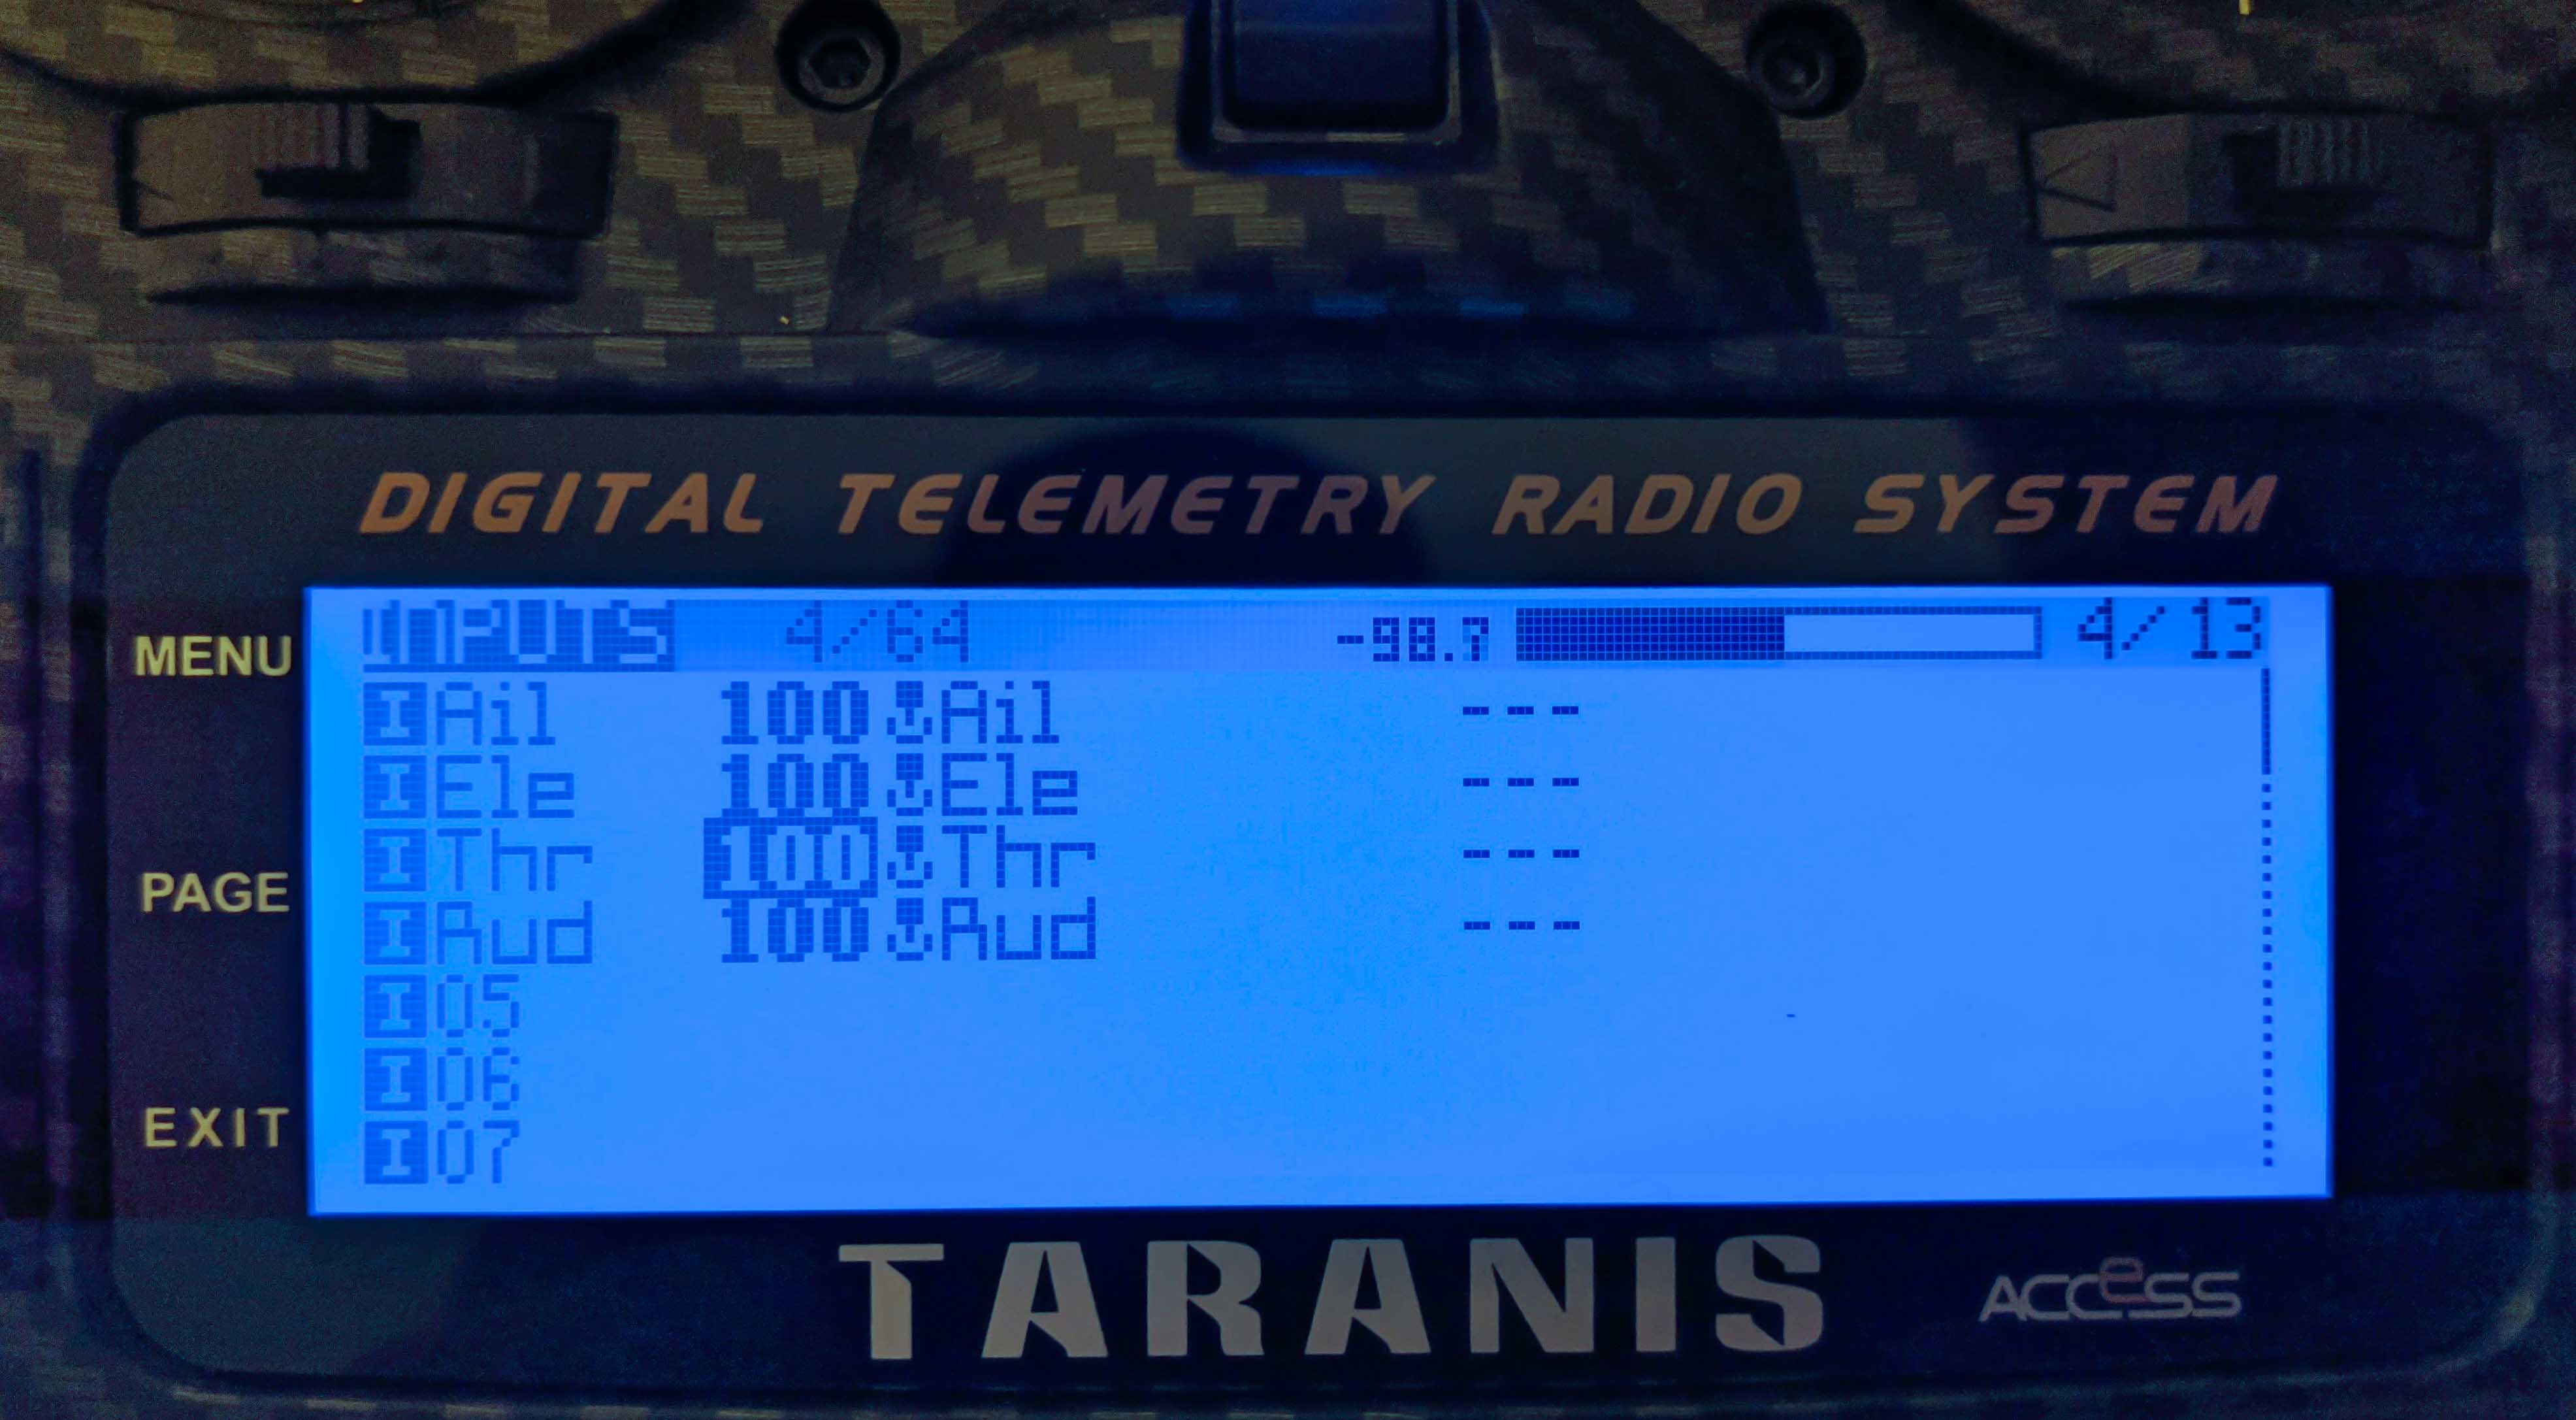 DIGITAL TELEMETRY RADIO SYSTEM
INPUTS 4/64 -98.7 4/13
MENU
I Ail 100 Ail ---
I Ele 100 Ele ---
I Thr 100 Thr ---
PAGE
I Rud 100 Rud ---
I 05
I 06
EXIT
I 07
TARANIS ACCeSS